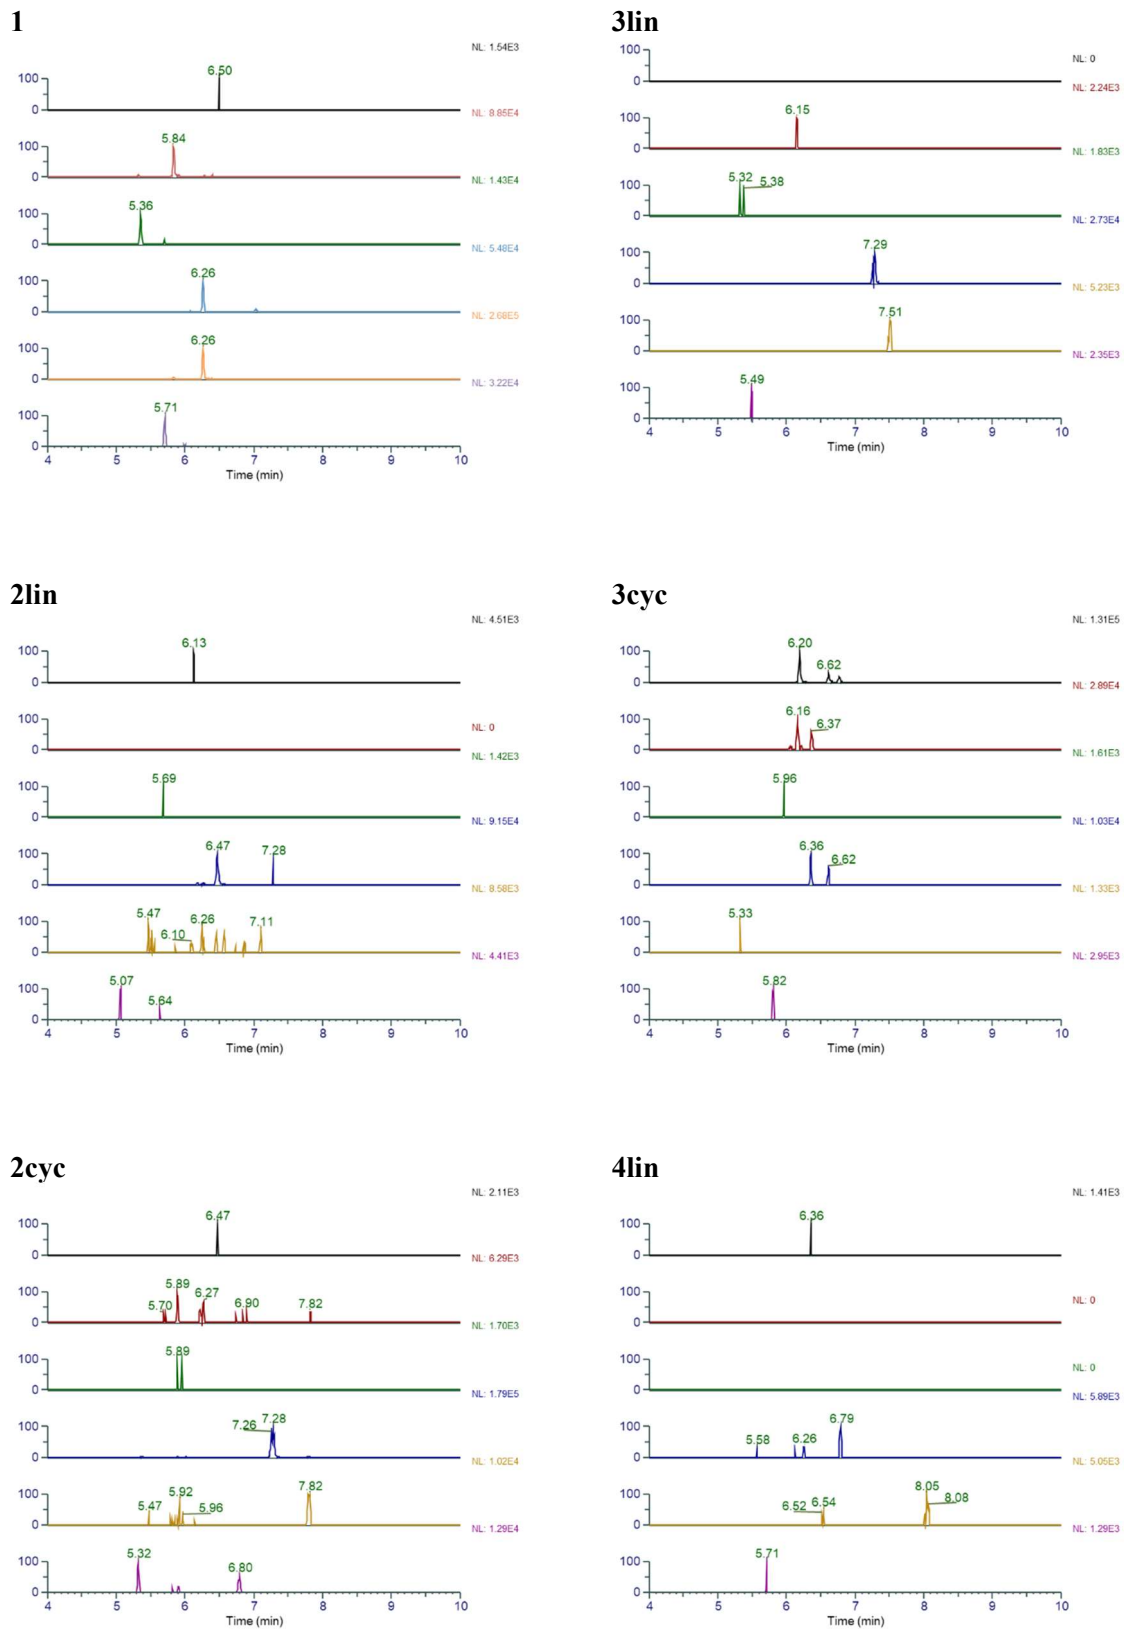 1
NL: 1.54E3
100
6.50
0
NL: 8.85E4
100
5.84
0
NL: 1.43E4
100
5.36
0
NL: 5.48E4
100
6.26
0
NL: 2.68E5
100
6.26
0
NL: 3.22E4
100
5.71
0
4 5 6 7 8 9 10
Time (min)
3lin
100
NL: 0
0
NL: 2.24E3
100
6.15
0
NL: 1.83E3
100
5.32 5.38
0
NL: 2.73E4
100
7.29
0
NL: 5.23E3
100
7.51
0
NL: 2.35E3
100
5.49
0
4 5 6 7 8 9 10
Time (min)
2lin
NL: 4.51E3
100
6.13
0
100
NL: 0
0
NL: 1.42E3
100
5.69
0
NL: 9.15E4
100
6.47 7.28
0
NL: 8.58E3
100
5.47 6.10 6.26 7.11
0
NL: 4.41E3
100
5.07 5.64
0
4 5 6 7 8 9 10
Time (min)
3cyc
NL: 1.31E5
100
6.20 6.62
0
NL: 2.89E4
100
6.16 6.37
0
NL: 1.61E3
100
5.96
0
NL: 1.03E4
100
6.36 6.62
0
NL: 1.33E3
100
5.33
0
NL: 2.95E3
100
5.82
0
4 5 6 7 8 9 10
Time (min)
2cyc
NL: 2.11E3
100
6.47
0
NL: 6.29E3
100
5.70 5.89 6.27 6.90 7.82
0
NL: 1.70E3
100
5.89
0
NL: 1.79E5
100
7.26 7.28
0
NL: 1.02E4
100
5.47 5.92 5.96 7.82
0
NL: 1.29E4
100
5.32 6.80
0
4 5 6 7 8 9 10
Time (min)
4lin
NL: 1.41E3
100
6.36
0
100
NL: 0
0
100
NL: 0
0
NL: 5.89E3
100
5.58 6.26 6.79
0
NL: 5.05E3
100
6.52 6.54 8.05 8.08
0
NL: 1.29E3
100
5.71
0
4 5 6 7 8 9 10
Time (min)